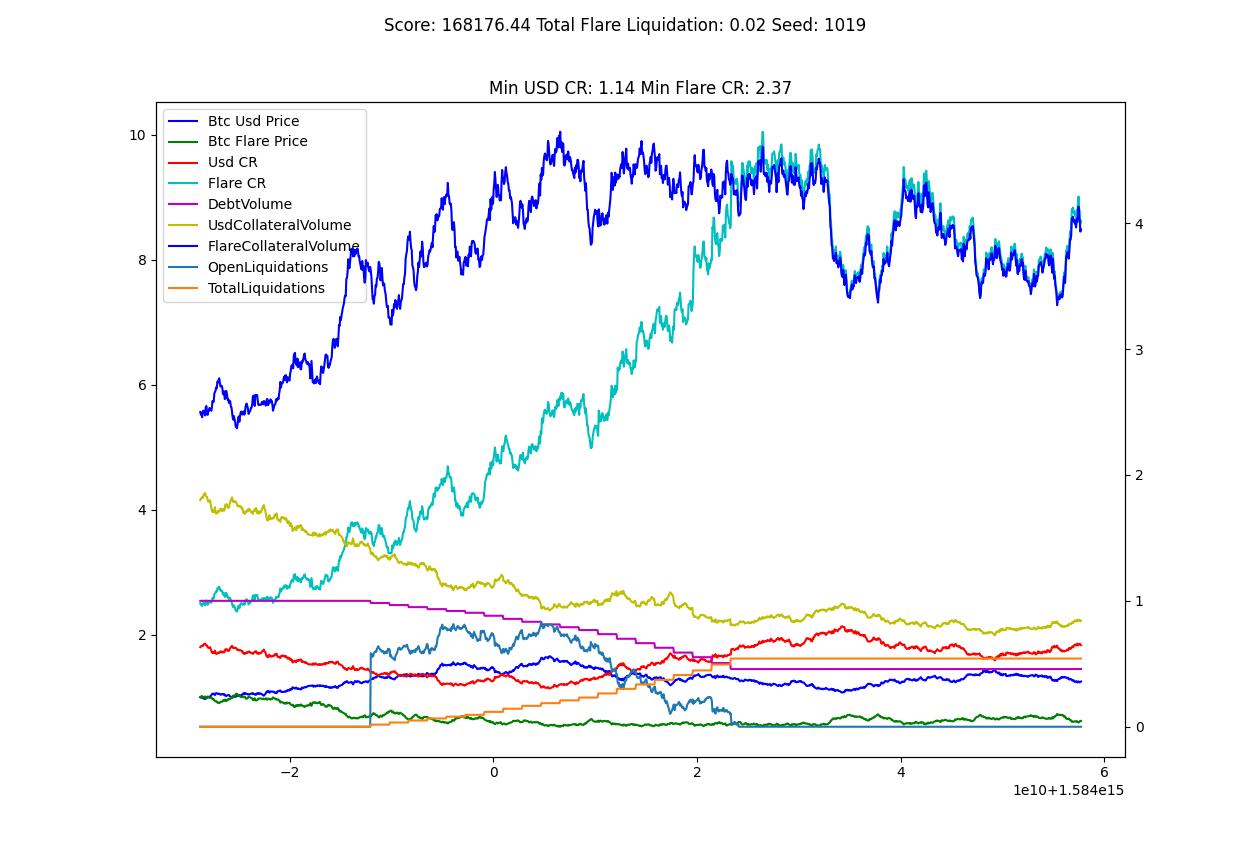 Score: 168176.44 Total Flare Liquidation: 0.02 Seed: 1019
Min USD CR: 1.14 Min Flare CR: 2.37
Btc Usd Price
Btc Flare Price
Usd CR
Flare CR
DebtVolume
UsdCollateralVolume
FlareCollateralVolume
OpenLiquidations
TotalLiquidations
10
8
6
4
2
4
3
2
1
0
−2
0
2
4
6
1e10+1.584e15